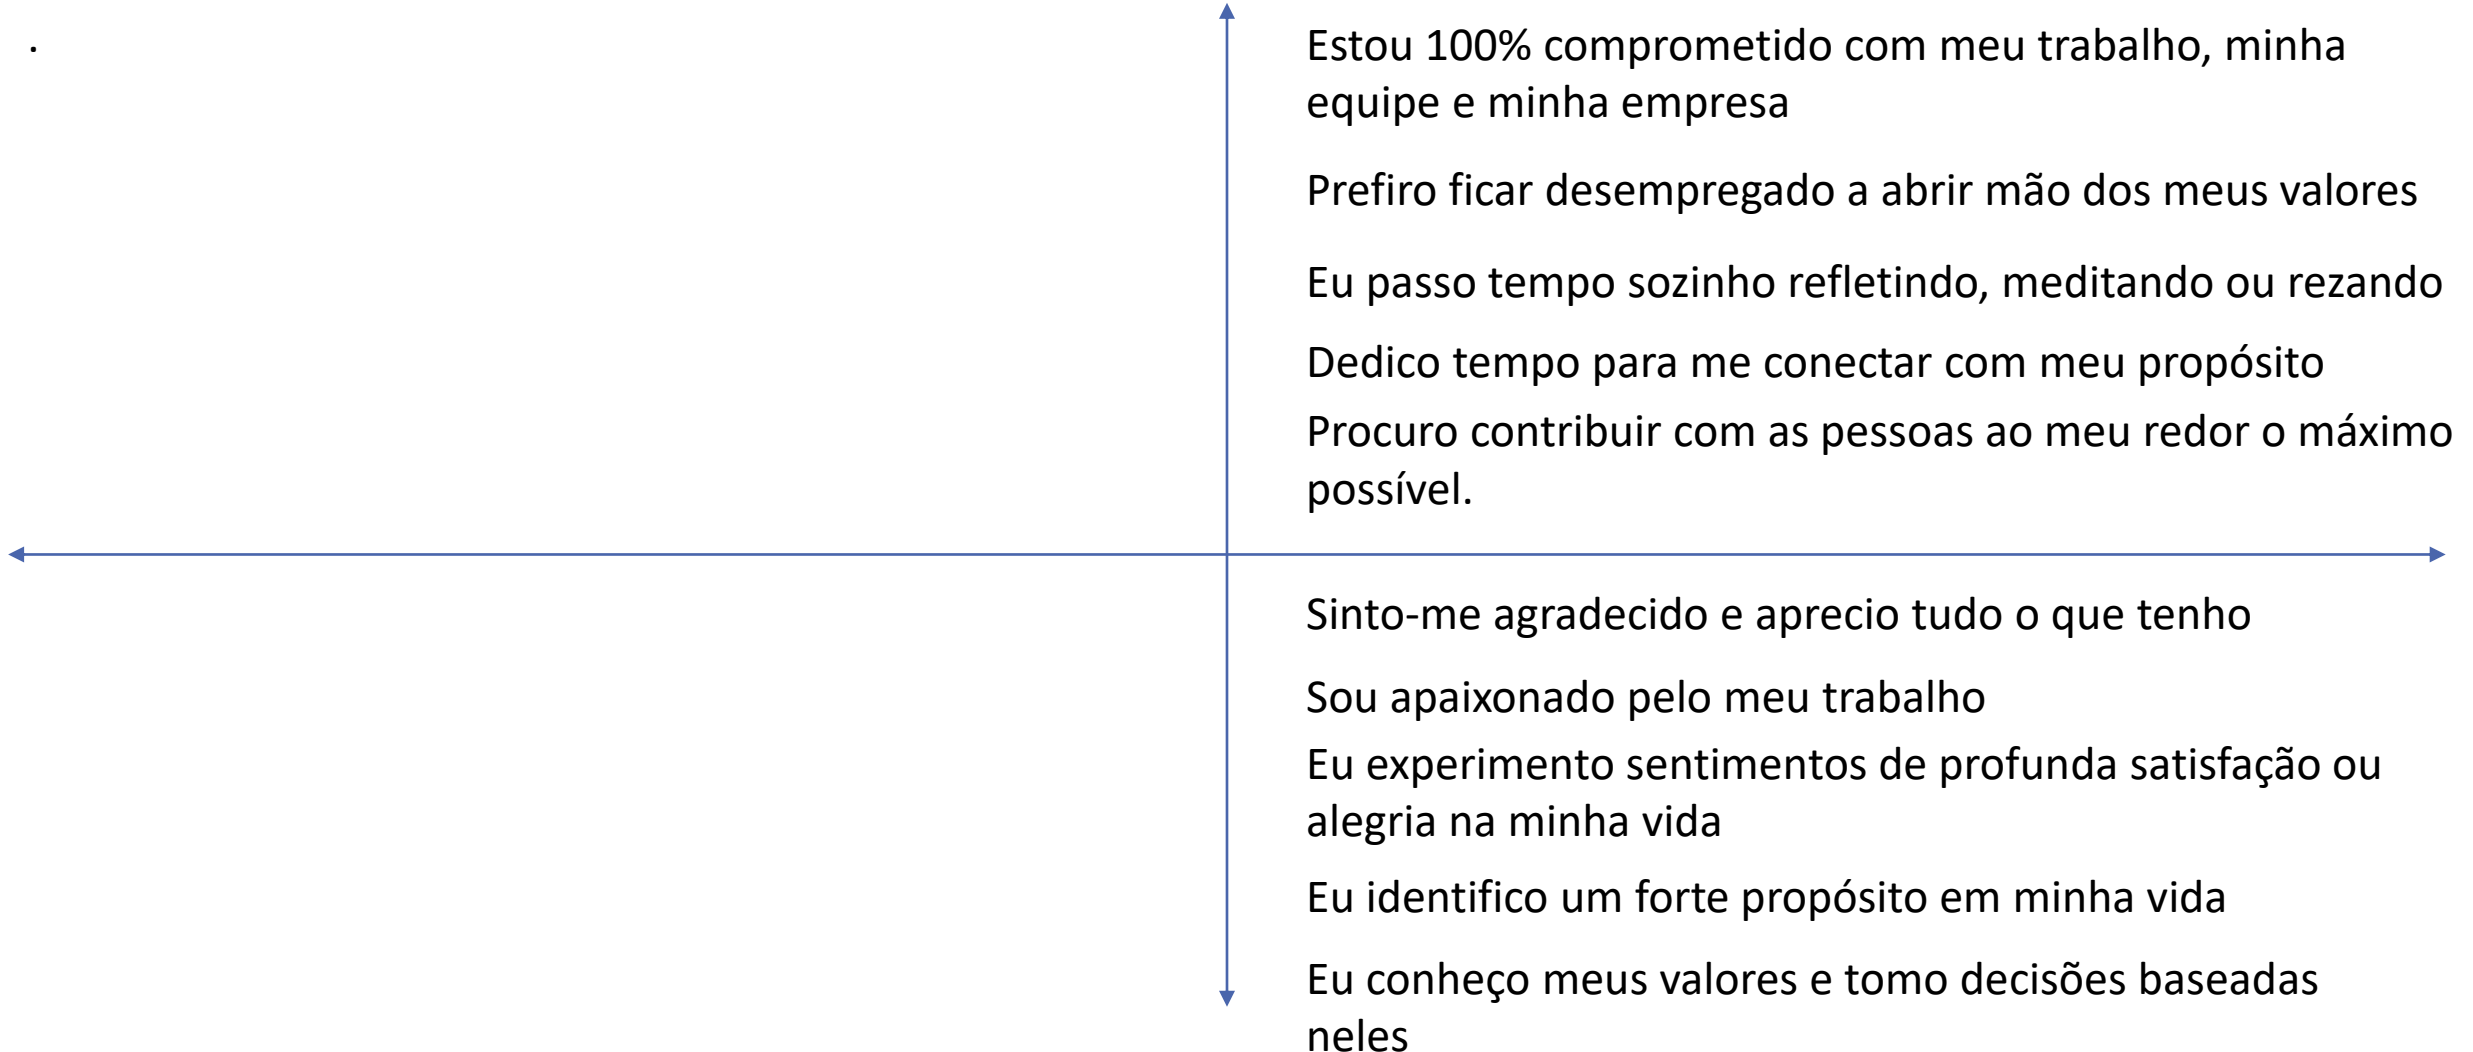 .
Estou 100% comprometido com meu trabalho, minha
equipe e minha empresa
Prefiro ficar desempregado a abrir mão dos meus valores
Eu passo tempo sozinho refletindo, meditando ou rezando
Dedico tempo para me conectar com meu propósito
Procuro contribuir com as pessoas ao meu redor o máximo
possível.
Sinto-me agradecido e aprecio tudo o que tenho
Sou apaixonado pelo meu trabalho
Eu experimento sentimentos de profunda satisfação ou
alegria na minha vida
Eu identifico um forte propósito em minha vida
Eu conheço meus valores e tomo decisões baseadas
neles